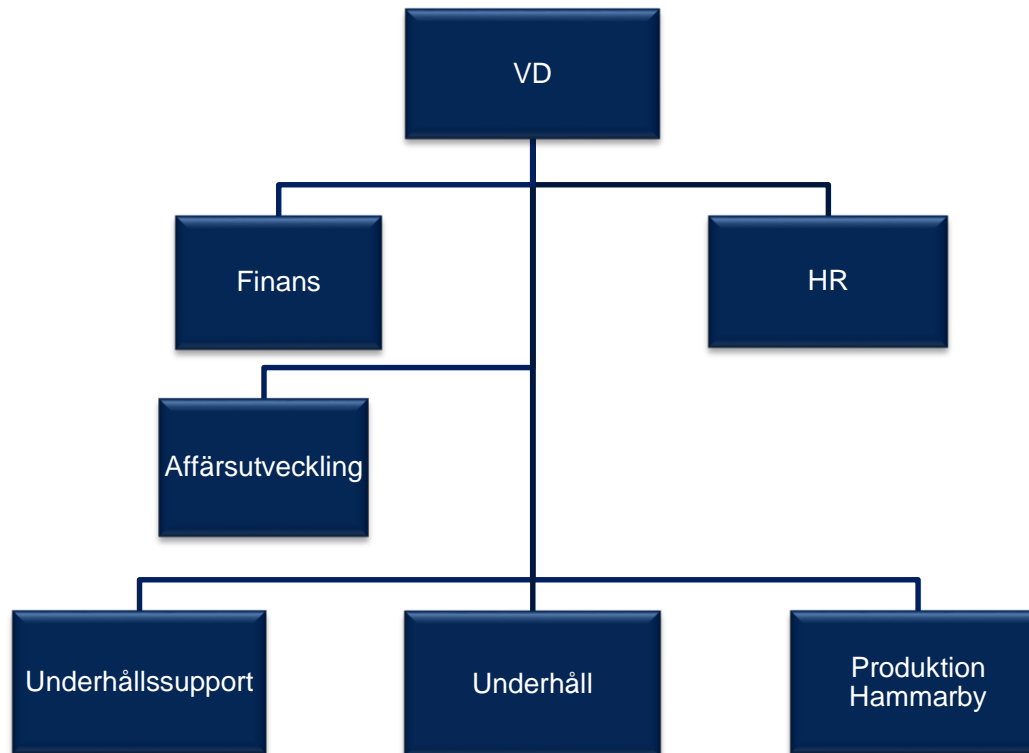 VD
Finans
HR
Affärsutveckling
Underhållssupport
Underhåll
Produktion
Hammarby